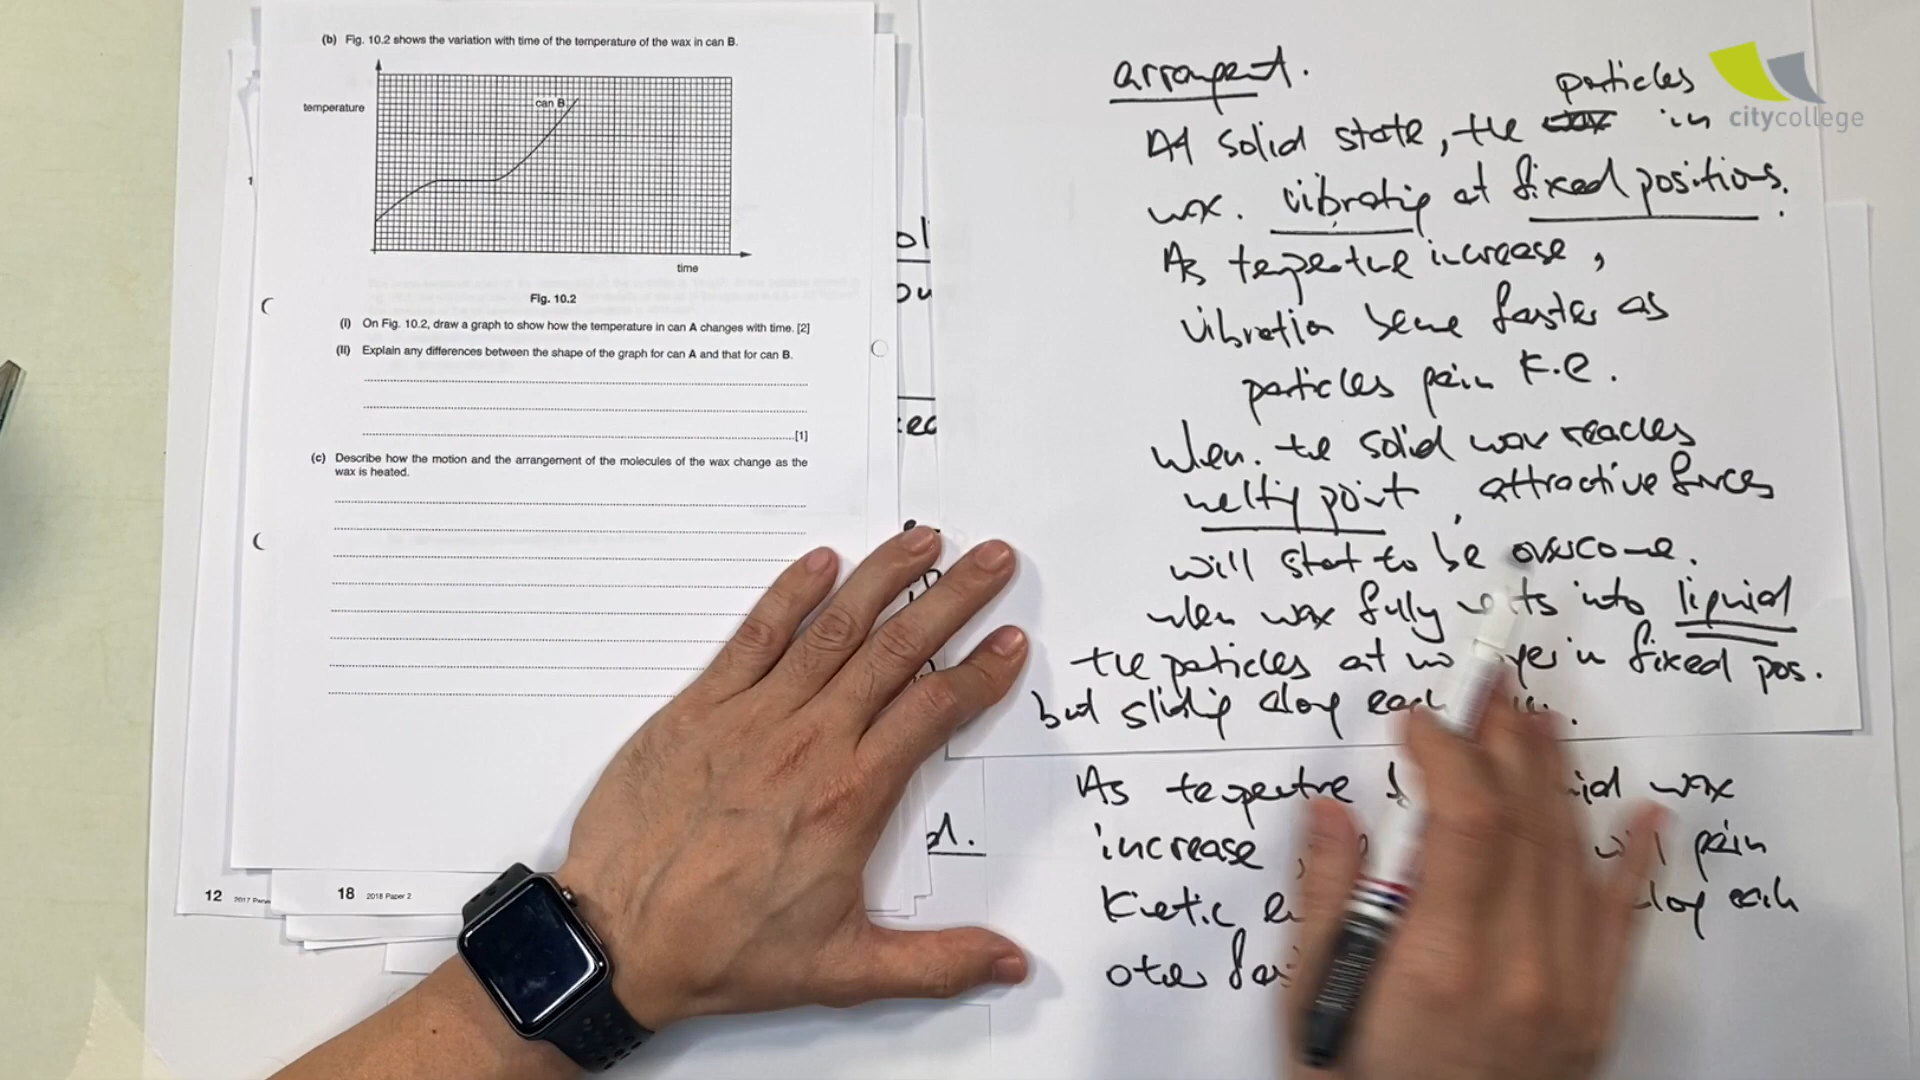 (b) Fig. 10.2 shows the variation with time of the temperature of the wax in can B.
temperature
can B
time
Fig. 10.2
(i) On Fig. 10.2, draw a graph to show how the temperature in can A changes with time. [2]
(ii) Explain any differences between the shape of the graph for can A and that for can B.
[1]
(c) Describe how the motion and the arrangement of the molecules of the wax change as the
wax is heated.
12 2017
18 2018 Paper 2
citycollege
particles
At solid state, the in
wax. vibrating at fixed positions.
As temperature increase,
vibration become faster as
particles gain K.e.
When the solid wax reaches
melting point, attractive forces
will start to be overcome.
when wax fully into liquid
the particles at in fixed pos.
but sliding along each
As temperature wax
increase, will gain
Kinetic along each
other
d.